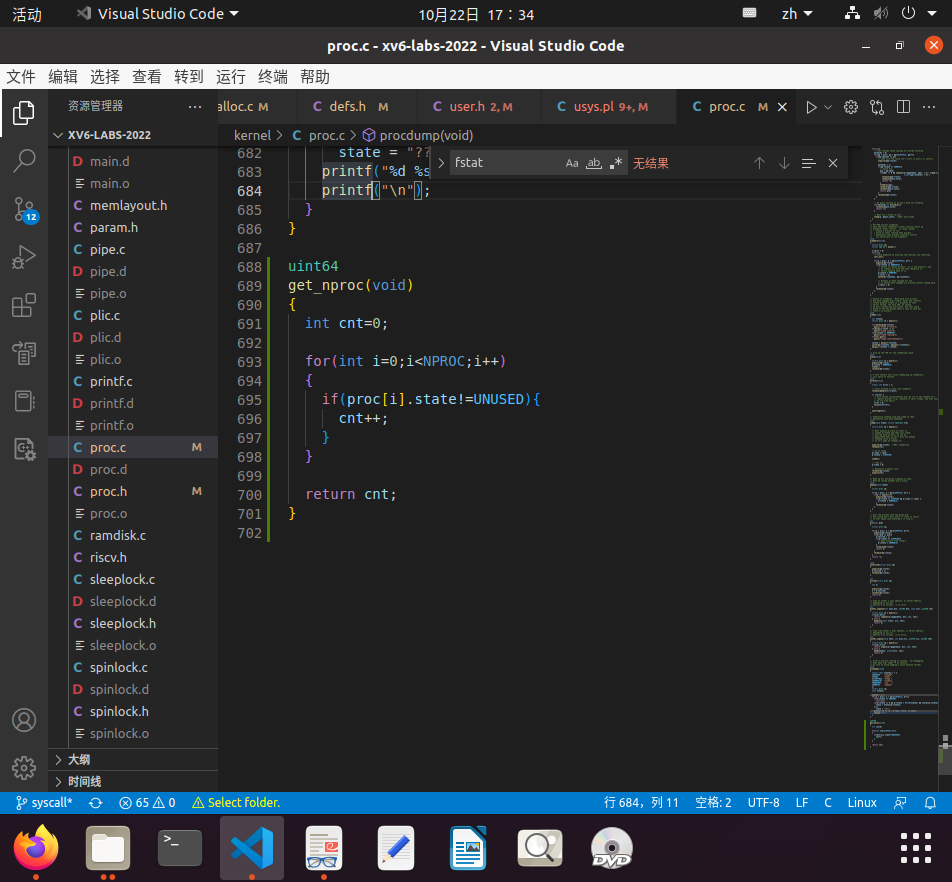 活动
Visual Studio Code
10月22日 17：34
zh
proc.c - xv6-labs-2022 - Visual Studio Code
文件 编辑 选择 查看 转到 运行 终端 帮助
资源管理器
alloc.c M
C defs.h M
C user.h 2, M
C usys.pl 9+, M
C proc.c M
XV6-LABS-2022
kernel > C proc.c > procdump(void)
fstat
Aa ab
无结果
D main.d
main.o
C memlayout.h
C param.h
C pipe.c
D pipe.d
pipe.o
C plic.c
D plic.d
plic.o
C printf.c
D printf.d
printf.o
C proc.c M
D proc.d
C proc.h M
proc.o
C ramdisk.c
C riscv.h
C sleeplock.c
D sleeplock.d
C sleeplock.h
sleeplock.o
C spinlock.c
D spinlock.d
C spinlock.h
spinlock.o
大纲
时间线
12
682 state = "??
683 printf("%d %s
684 printf("\n");
685 }
686 }
687
688 uint64
689 get_nproc(void)
690 {
691 int cnt=0;
692
693 for(int i=0;i<NPROC;i++)
694 {
695 if(proc[i].state!=UNUSED){
696 cnt++;
697 }
698 }
699
700 return cnt;
701 }
702
syscall* 65 0 Select folder.
行 684，列 11 空格: 2 UTF-8 LF C Linux
>_
DVD